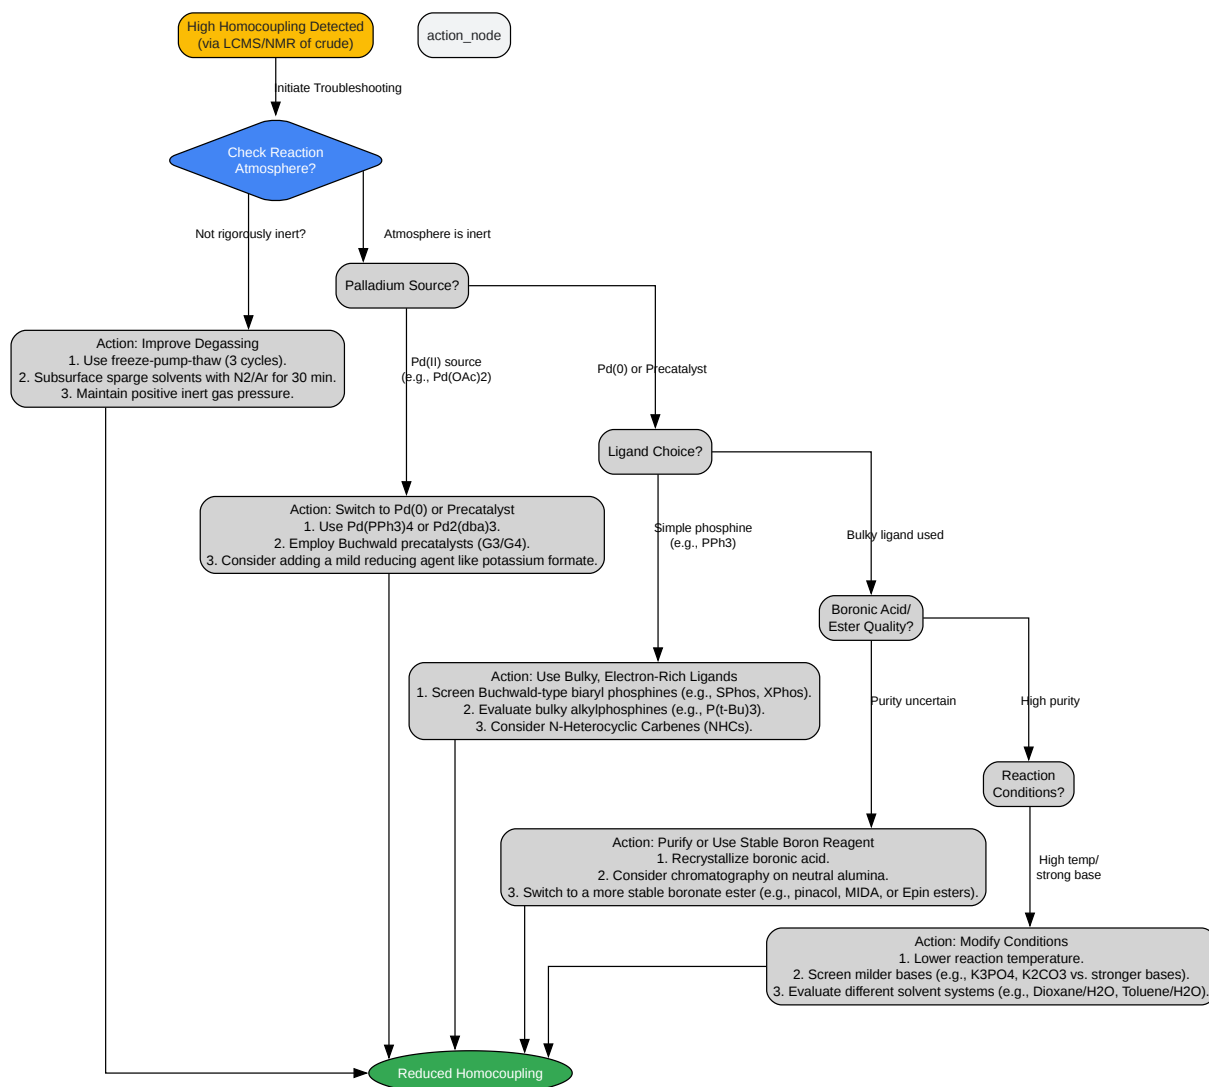 High Homocoupling Detected
(via LCMS/NMR of crude)
action_node
Initiate Troubleshooting
Check Reaction
Atmosphere?
Not rigorously inert?
Atmosphere is inert
Palladium Source?
Action: Improve Degassing
1. Use freeze-pump-thaw (3 cycles).
2. Subsurface sparge solvents with N2/Ar for 30 min.
3. Maintain positive inert gas pressure.
Pd(II) source
(e.g., Pd(OAc)2)
Pd(0) or Precatalyst
Ligand Choice?
Action: Switch to Pd(0) or Precatalyst
1. Use Pd(PPh3)4 or Pd2(dba)3.
2. Employ Buchwald precatalysts (G3/G4).
3. Consider adding a mild reducing agent like potassium formate.
Simple phosphine
(e.g., PPh3)
Bulky ligand used
Boronic Acid/
Ester Quality?
Action: Use Bulky, Electron-Rich Ligands
1. Screen Buchwald-type biaryl phosphines (e.g., SPhos, XPhos).
2. Evaluate bulky alkylphosphines (e.g., P(t-Bu)3).
3. Consider N-Heterocyclic Carbenes (NHCs).
Purity uncertain
High purity
Reaction
Conditions?
Action: Purify or Use Stable Boron Reagent
1. Recrystallize boronic acid.
2. Consider chromatography on neutral alumina.
3. Switch to a more stable boronate ester (e.g., pinacol, MIDA, or Epin esters).
High temp/
strong base
Action: Modify Conditions
1. Lower reaction temperature.
2. Screen milder bases (e.g., K3PO4, K2CO3 vs. stronger bases).
3. Evaluate different solvent systems (e.g., Dioxane/H2O, Toluene/H2O).
Reduced Homocoupling